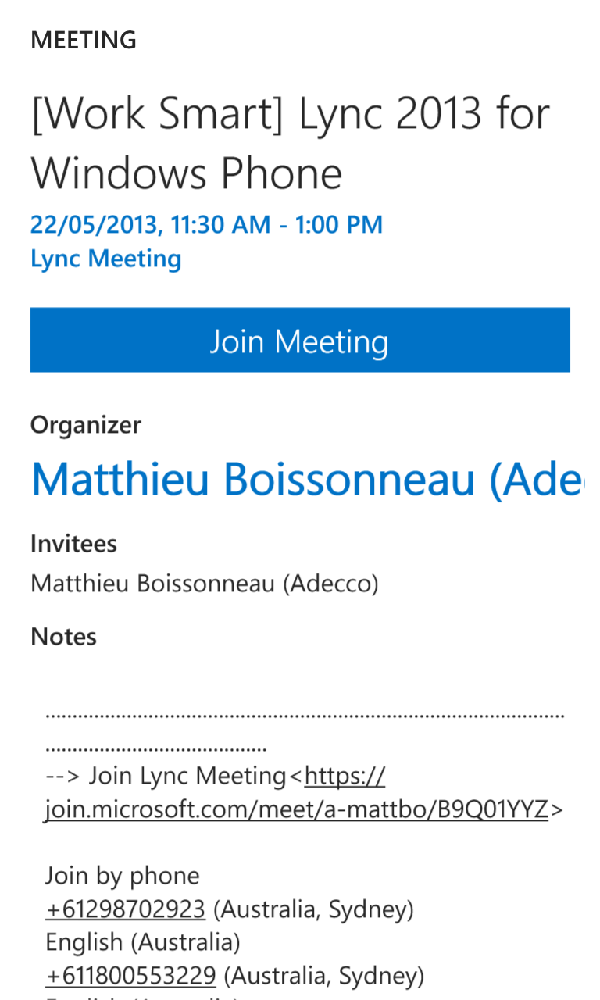 MEETING
[Work Smart] Lync 2013 for
Windows Phone
22/05/2013, 11:30 AM - 1:00 PM
Lync Meeting
Join Meeting
Organizer
Matthieu Boissonneau (Ade
Invitees
Matthieu Boissonneau (Adecco)
Notes
................................................................................................
.........................................
--> Join Lync Meeting<https://
join.microsoft.com/meet/a-mattbo/B9Q01YYZ>
Join by phone
+61298702923 (Australia, Sydney)
English (Australia)
+611800553229 (Australia, Sydney)